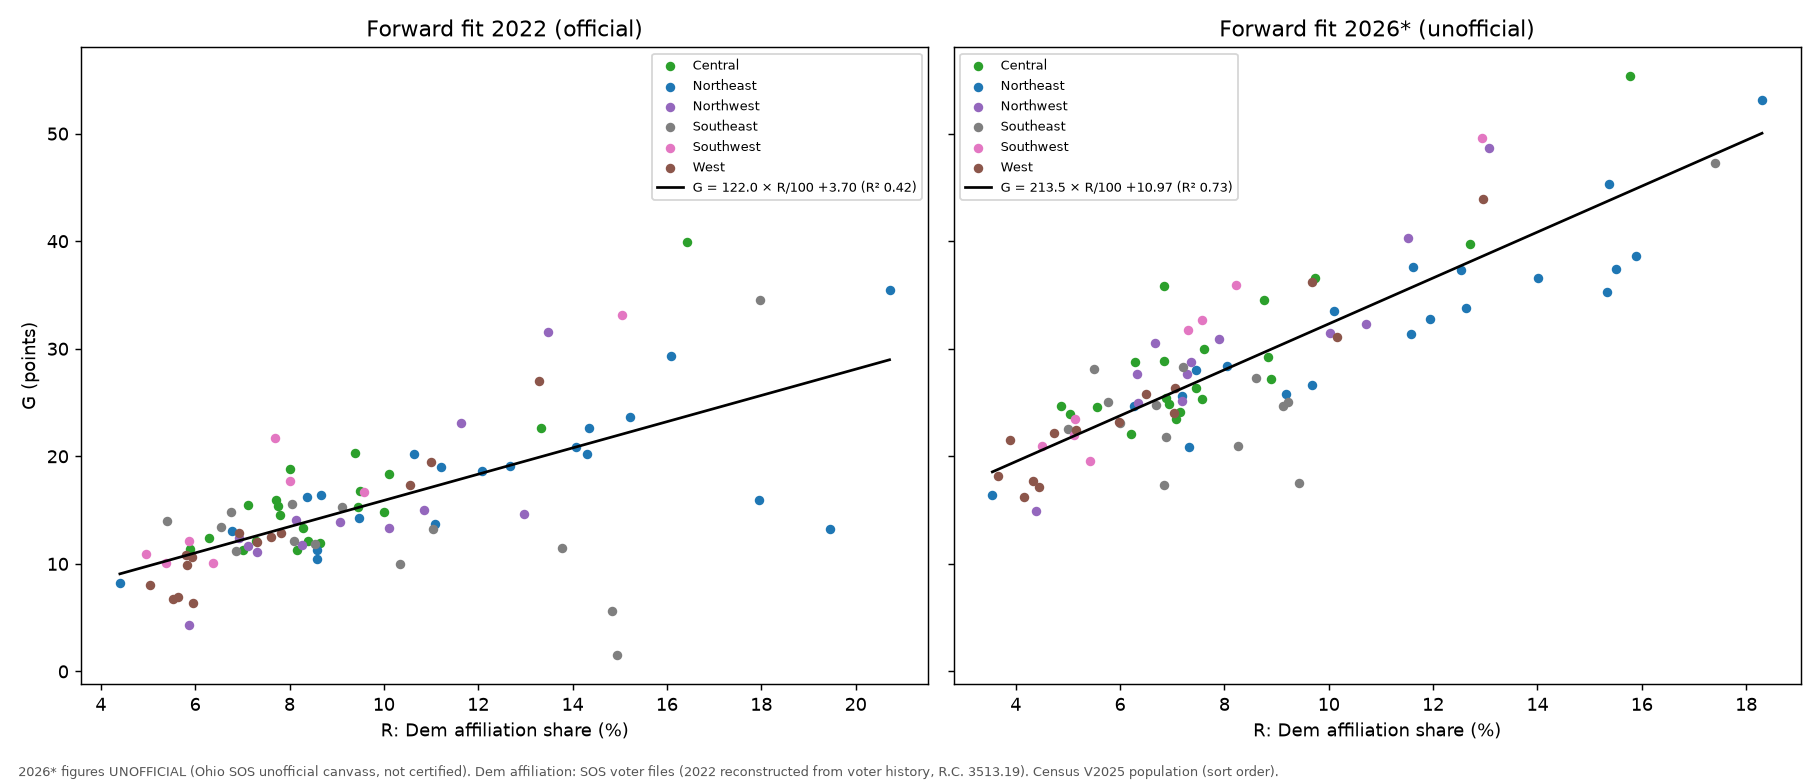 Forward fit 2022 (official)
Central
Northeast
Northwest
Southeast
Southwest
West
G = 122.0 × R/100 +3.70 (R² 0.42)
G (points)
50
40
30
20
10
0
4 6 8 10 12 14 16 18 20
R: Dem affiliation share (%)
Forward fit 2026* (unofficial)
Central
Northeast
Northwest
Southeast
Southwest
West
G = 213.5 × R/100 +10.97 (R² 0.73)
4 6 8 10 12 14 16 18
R: Dem affiliation share (%)
2026* figures UNOFFICIAL (Ohio SOS unofficial canvass, not certified). Dem affiliation: SOS voter files (2022 reconstructed from voter history, R.C. 3513.19). Census V2025 population (sort order).